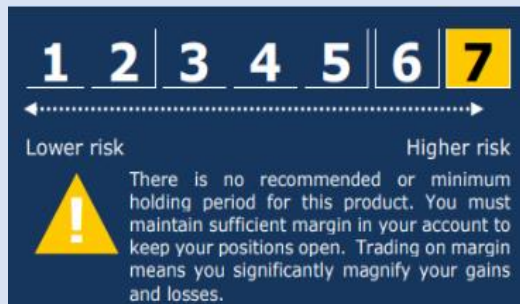 1 2 3 4 5 6 7
Lower risk Higher risk
!
There is no recommended or minimum
holding period for this product. You must
maintain sufficient margin in your account to
keep your positions open. Trading on margin
means you significantly magnify your gains
and losses.